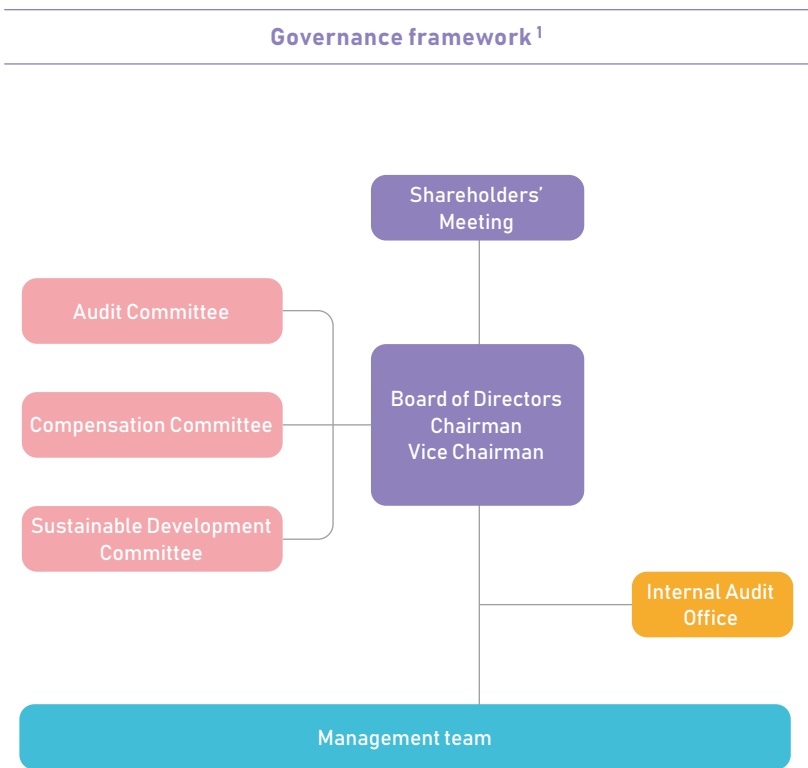 Governance framework 1
Shareholders'
Meeting
Audit Committee
Compensation Committee
Sustainable Development
Committee
Board of Directors
Chairman
Vice Chairman
Internal Audit
Office
Management team